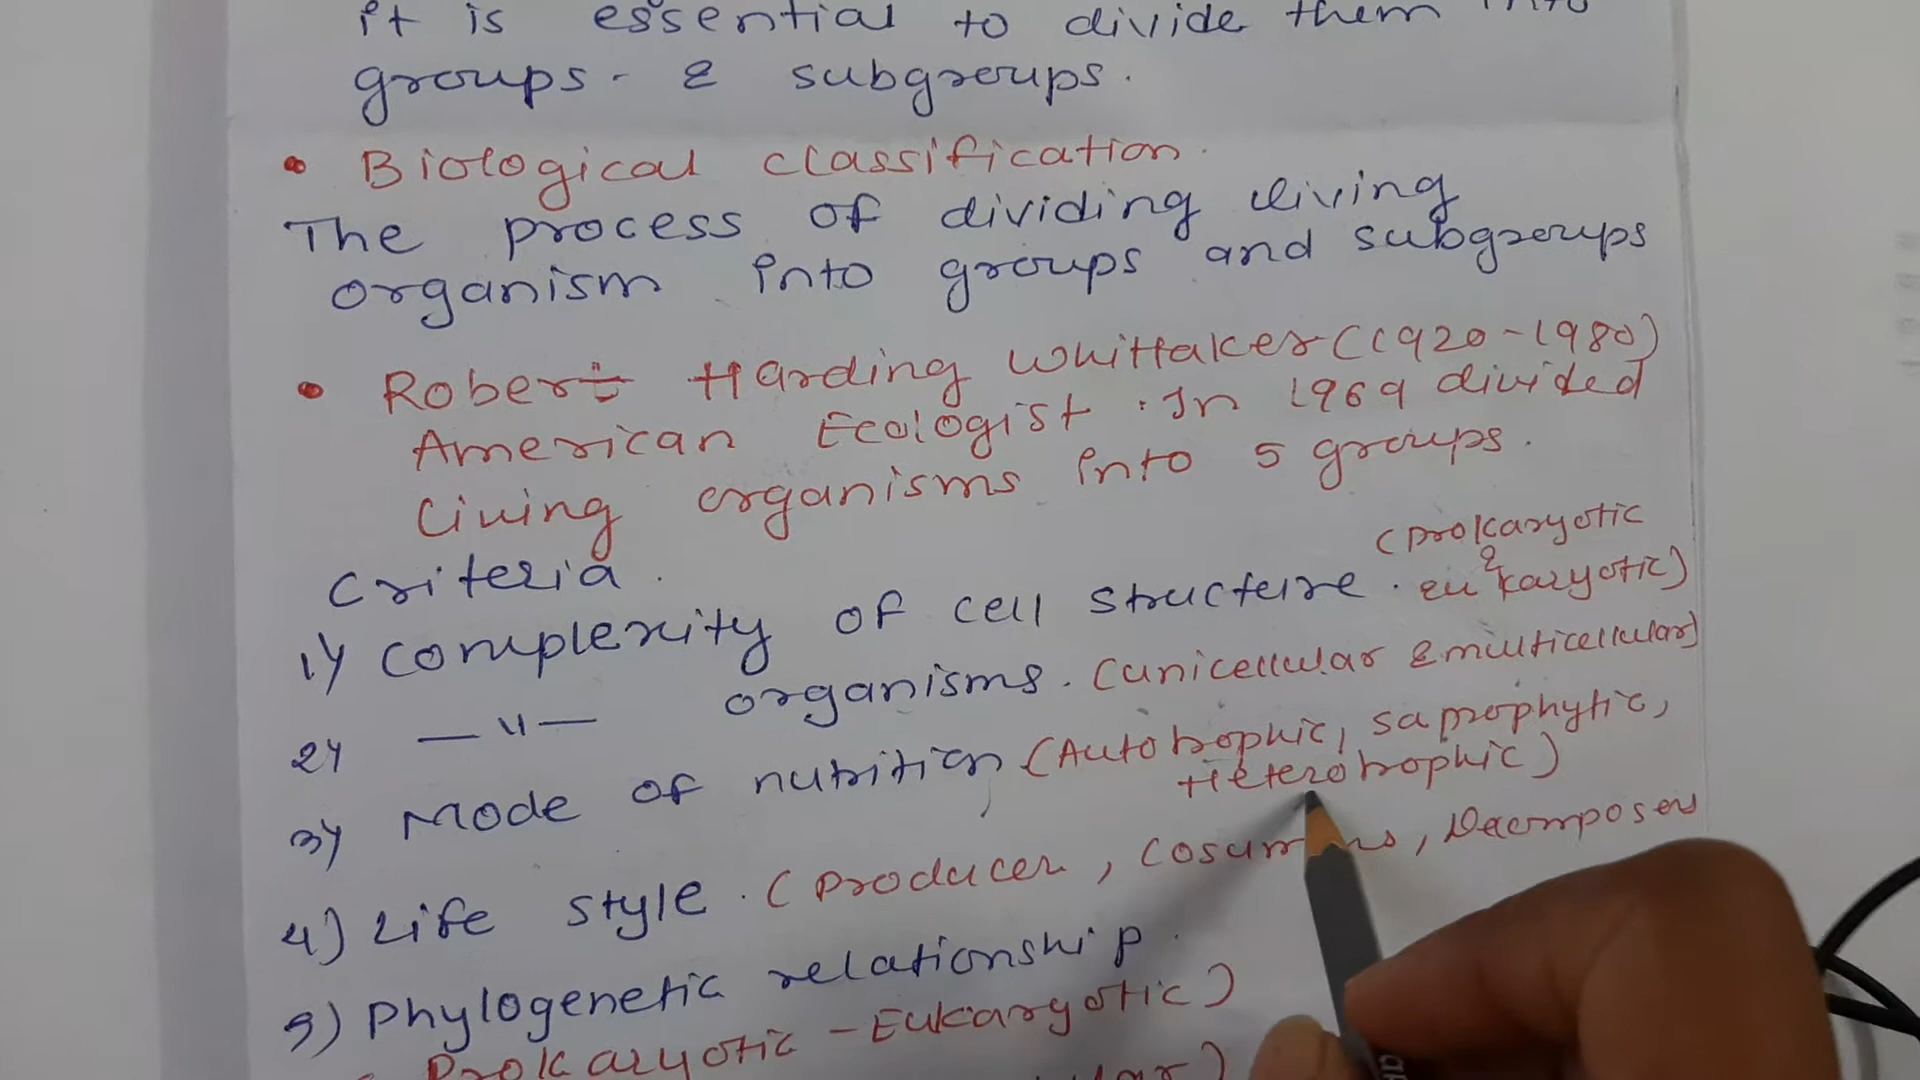 it is essential to divide them into
groups - & subgroups.
• Biological classification.
The process of dividing living
organism into groups and subgroups
• Robert Harding Whittaker (1920-1980)
American Ecologist. In 1969 divided
Living organisms into 5 groups.
Criteria.
1) Complexity of cell structure. (prokaryotic & eukaryotic)
2) —"— organisms. (unicellular & multicellular)
3) Mode of nutrition (Autotrophic, saprophytic,
Heterotrophic)
4) Life style. (Producer, Cosumers, Decomposer
5) Phylogenetic relationship.
Prokaryotic - Eukaryotic)